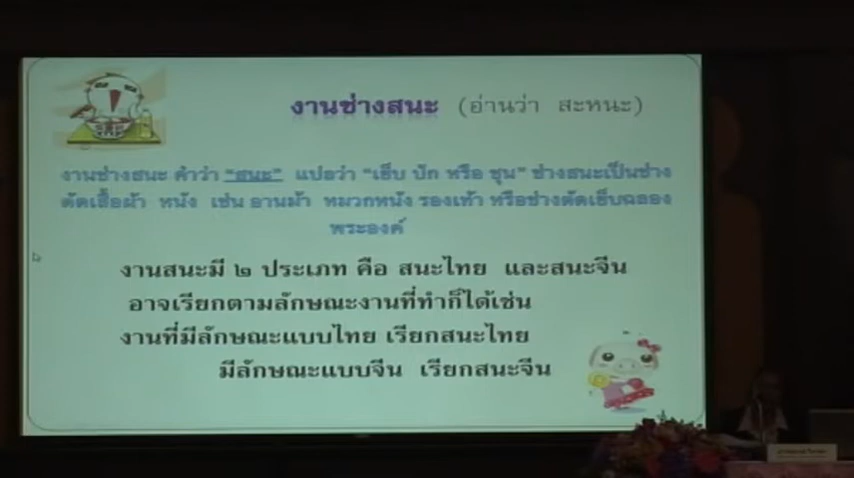 งานช่างสนะ (อ่านว่า สะหนะ)
งานช่างสนะ คำว่า “สนะ” แปลว่า “เย็บ ปัก หรือ ชุน” ช่างสนะเป็นช่าง
ตัดเสื้อผ้า หนัง เช่น อานม้า หมวกหนัง รองเท้า หรือช่างตัดเย็บฉลอง
พระองค์
งานสนะมี ๒ ประเภท คือ สนะไทย และสนะจีน
อาจเรียกตามลักษณะงานที่ทำก็ได้เช่น
งานที่มีลักษณะแบบไทย เรียกสนะไทย
มีลักษณะแบบจีน เรียกสนะจีน